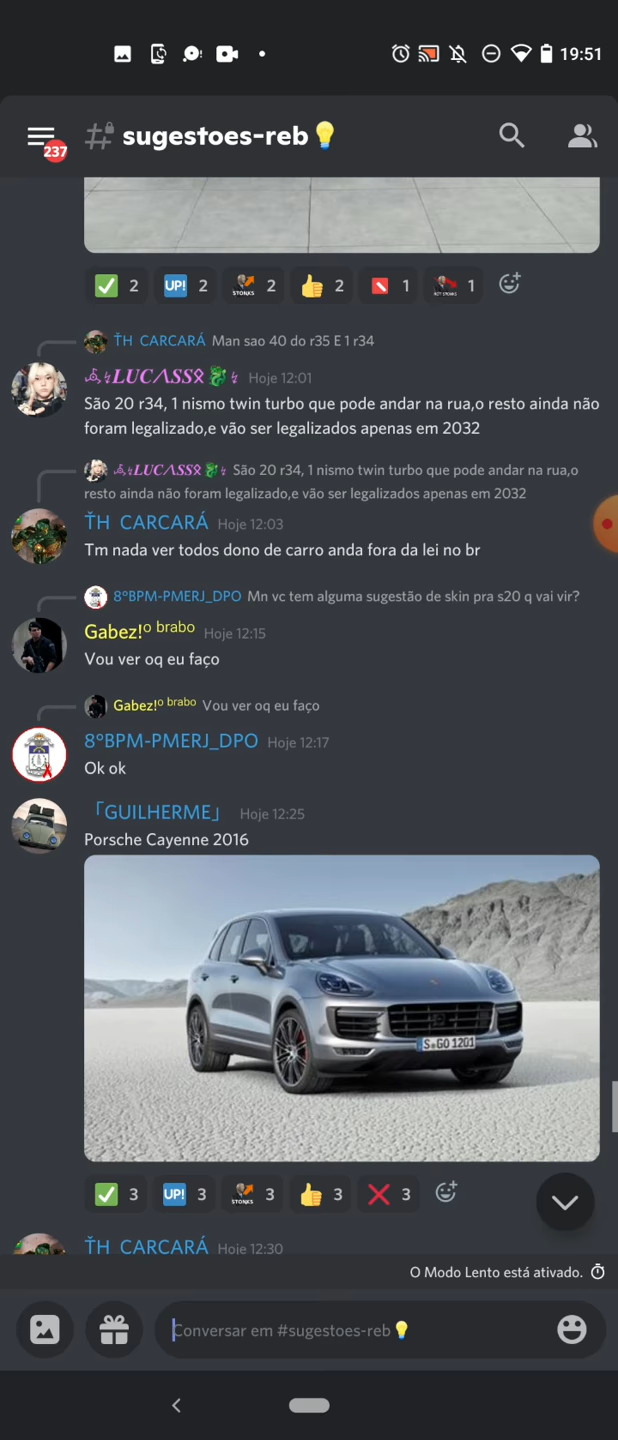 19:51
237
sugestoes-reb
2 UP! 2 STONKS 2 2 1 NOT STONKS 1
ŤH CARCARÁ Man sao 40 do r35 E 1 r34
LUCΛSSᛟ Hoje 12:01
São 20 r34, 1 nismo twin turbo que pode andar na rua,o resto ainda não
foram legalizado,e vão ser legalizados apenas em 2032
LUCΛSSᛟ São 20 r34, 1 nismo twin turbo que pode andar na rua,o
resto ainda não foram legalizado,e vão ser legalizados apenas em 2032
ŤH CARCARÁ Hoje 12:03
Tm nada ver todos dono de carro anda fora da lei no br
8°BPM-PMERJ_DPO Mn vc tem alguma sugestão de skin pra s20 q vai vir?
Gabez!º brabo Hoje 12:15
Vou ver oq eu faço
Gabez!º brabo Vou ver oq eu faço
8°BPM-PMERJ_DPO Hoje 12:17
Ok ok
「GUILHERME」 Hoje 12:25
Porsche Cayenne 2016
S GO 1201
3 UP! 3 STONKS 3 3 3
ŤH CARCARÁ Hoje 12:30
O Modo Lento está ativado.
Conversar em #sugestoes-reb